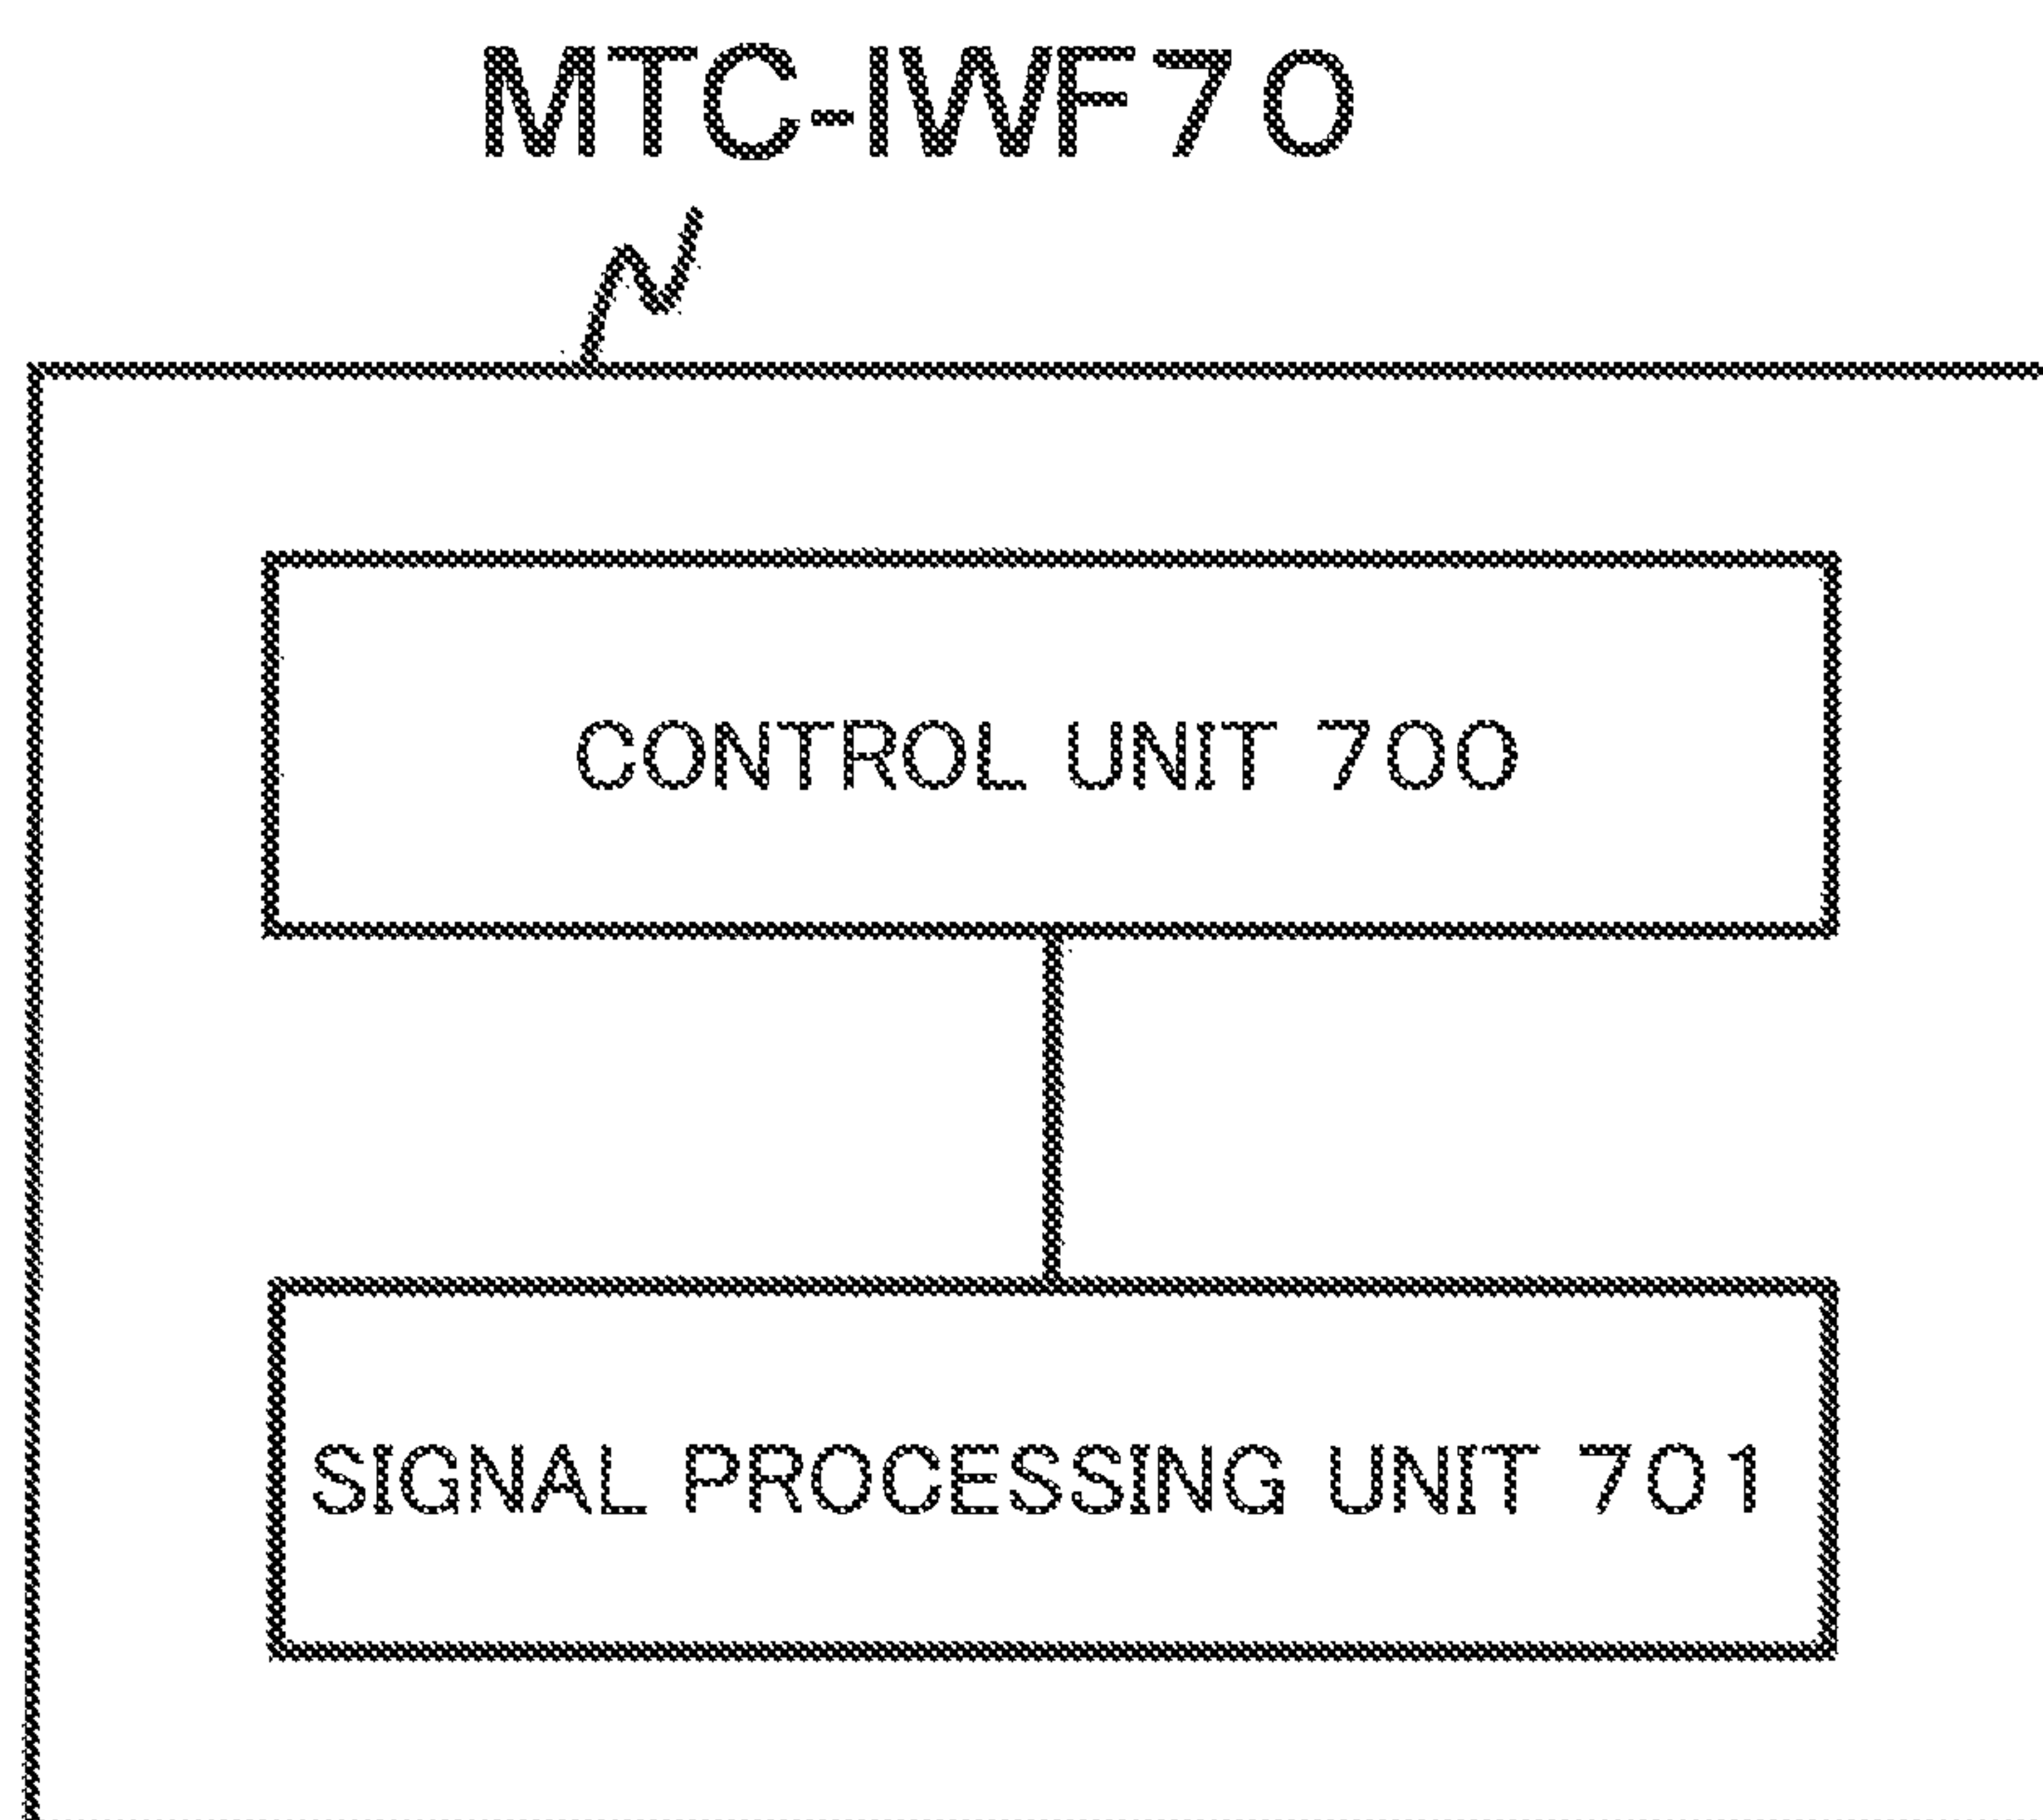 MTC-IWF70
CONTROL UNIT 700
SIGNAL PROCESSING UNIT 701